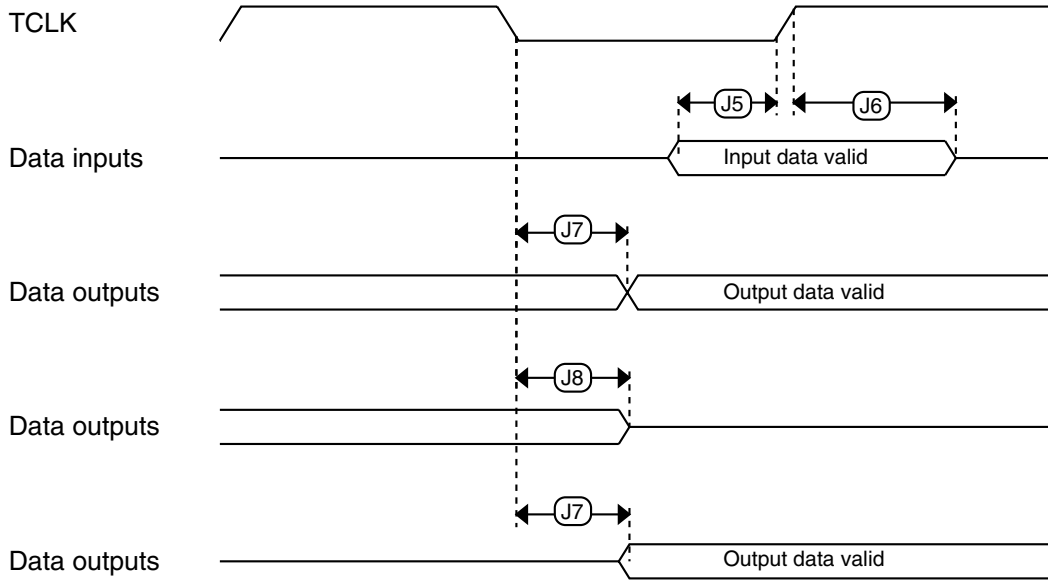 TCLK
J5
J6
Data inputs
Input data valid
J7
Data outputs
Output data valid
J8
Data outputs
J7
Data outputs
Output data valid